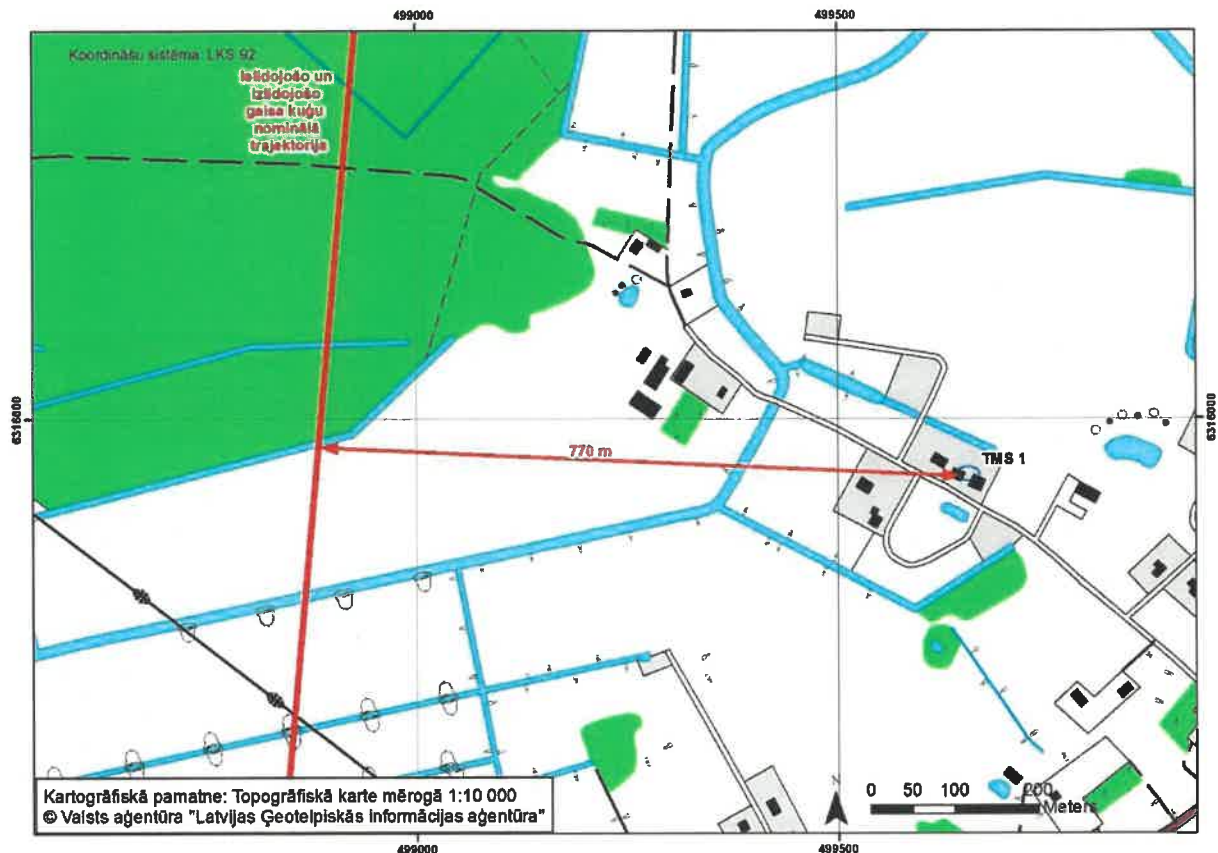 499000
499500
Koordinātu sistēma: LKS 92
Ielidojošo un
izlidojošo
gaisa kuģu
nominālā
trajektorija
6316000
6316000
770 m
TMS 1
Kartogrāfiskā pamatne: Topogrāfiskā karte mērogā 1:10 000
© Valsts aģentūra "Latvijas Ģeotelpiskās informācijas aģentūra"
Z
0 50 100 200
Meters
499000
499500